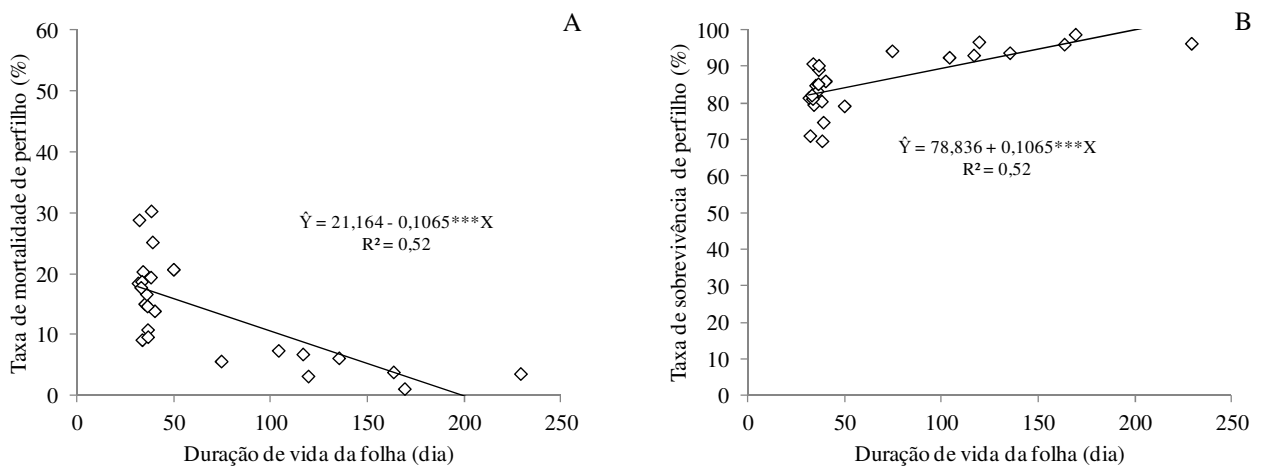 A
Taxa de mortalidade de perfilho (%)
60
50
40
30
20
10
0
Ŷ = 21,164 - 0,1065***X
R² = 0,52
0 50 100 150 200 250
Duração de vida da folha (dia)
B
Taxa de sobrevivência de perfilho (%)
100
90
80
70
60
50
40
30
20
10
0
Ŷ = 78,836 + 0,1065***X
R² = 0,52
0 50 100 150 200 250
Duração de vida da folha (dia)